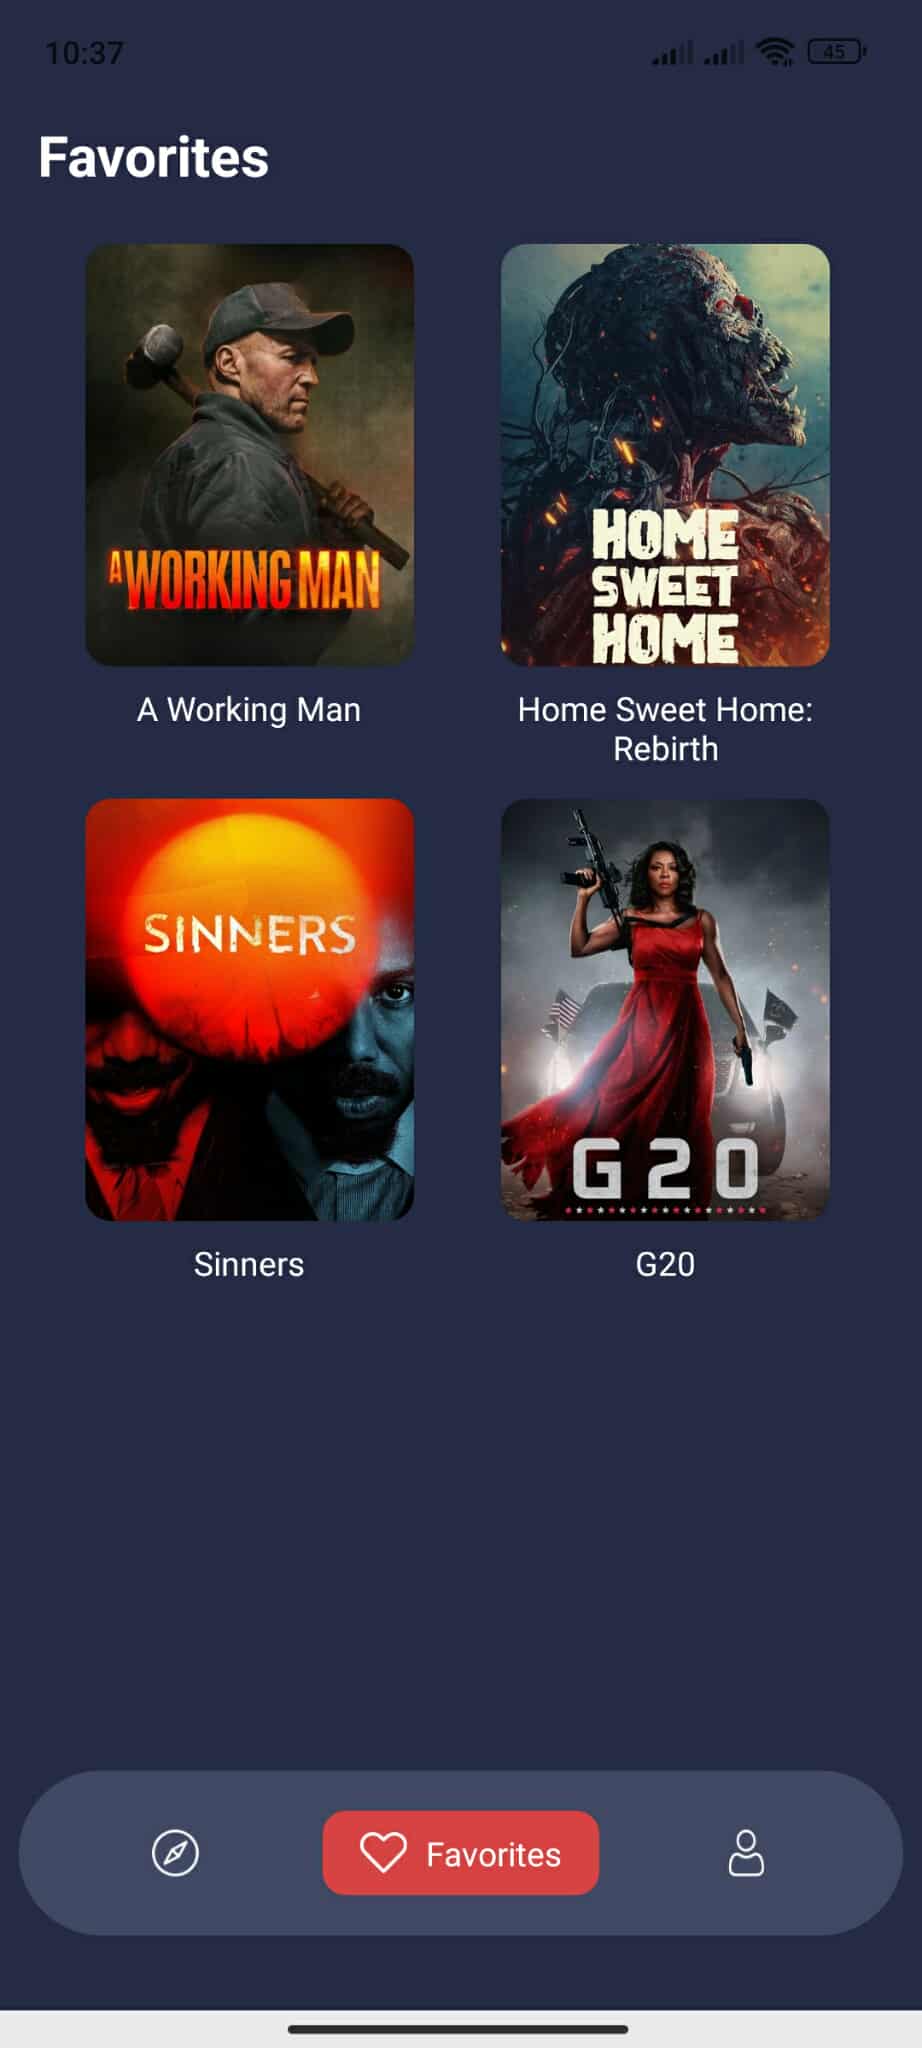 10:37
45
Favorites
A WORKING MAN
HOME
SWEET
HOME
A Working Man
Home Sweet Home:
Rebirth
SINNERS
G20
Sinners
G20
Favorites